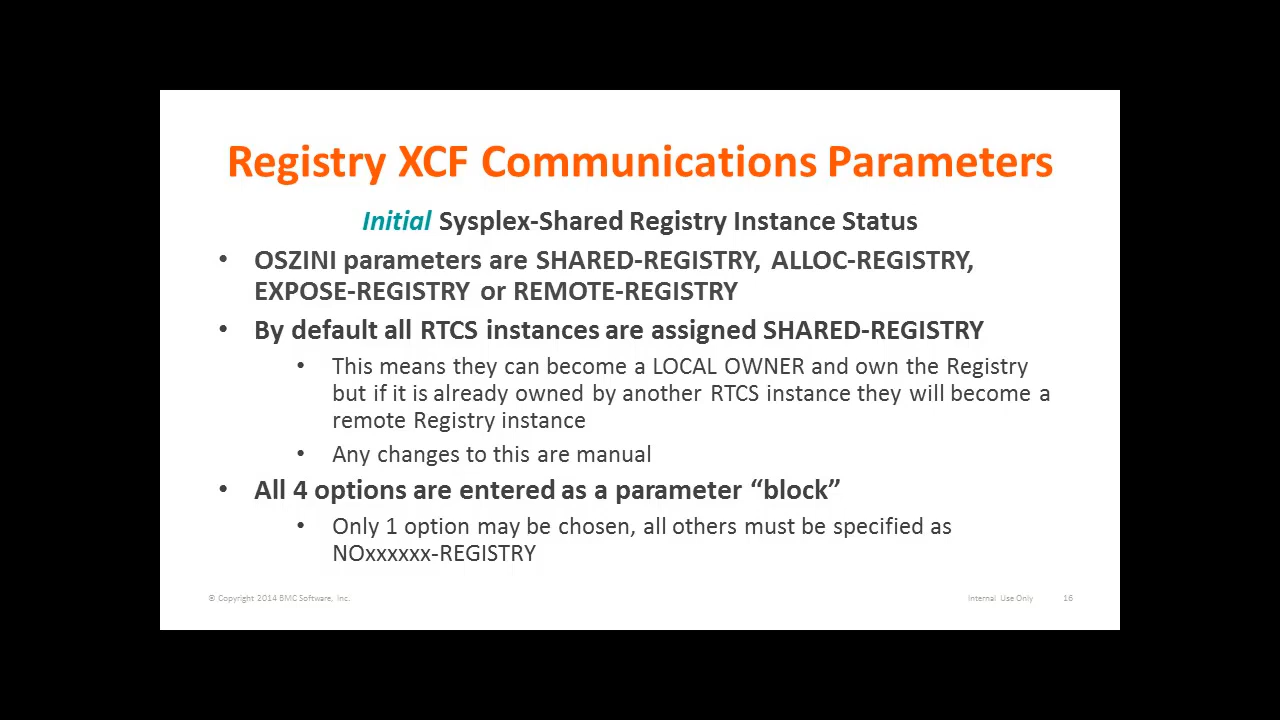 Registry XCF Communications Parameters
Initial Sysplex-Shared Registry Instance Status
• OSZINI parameters are SHARED-REGISTRY, ALLOC-REGISTRY,
EXPOSE-REGISTRY or REMOTE-REGISTRY
• By default all RTCS instances are assigned SHARED-REGISTRY
• This means they can become a LOCAL OWNER and own the Registry
but if it is already owned by another RTCS instance they will become a
remote Registry instance
• Any changes to this are manual
• All 4 options are entered as a parameter “block”
• Only 1 option may be chosen, all others must be specified as
NOxxxxxx-REGISTRY
© Copyright 2014 BMC Software, Inc. Internal Use Only 16